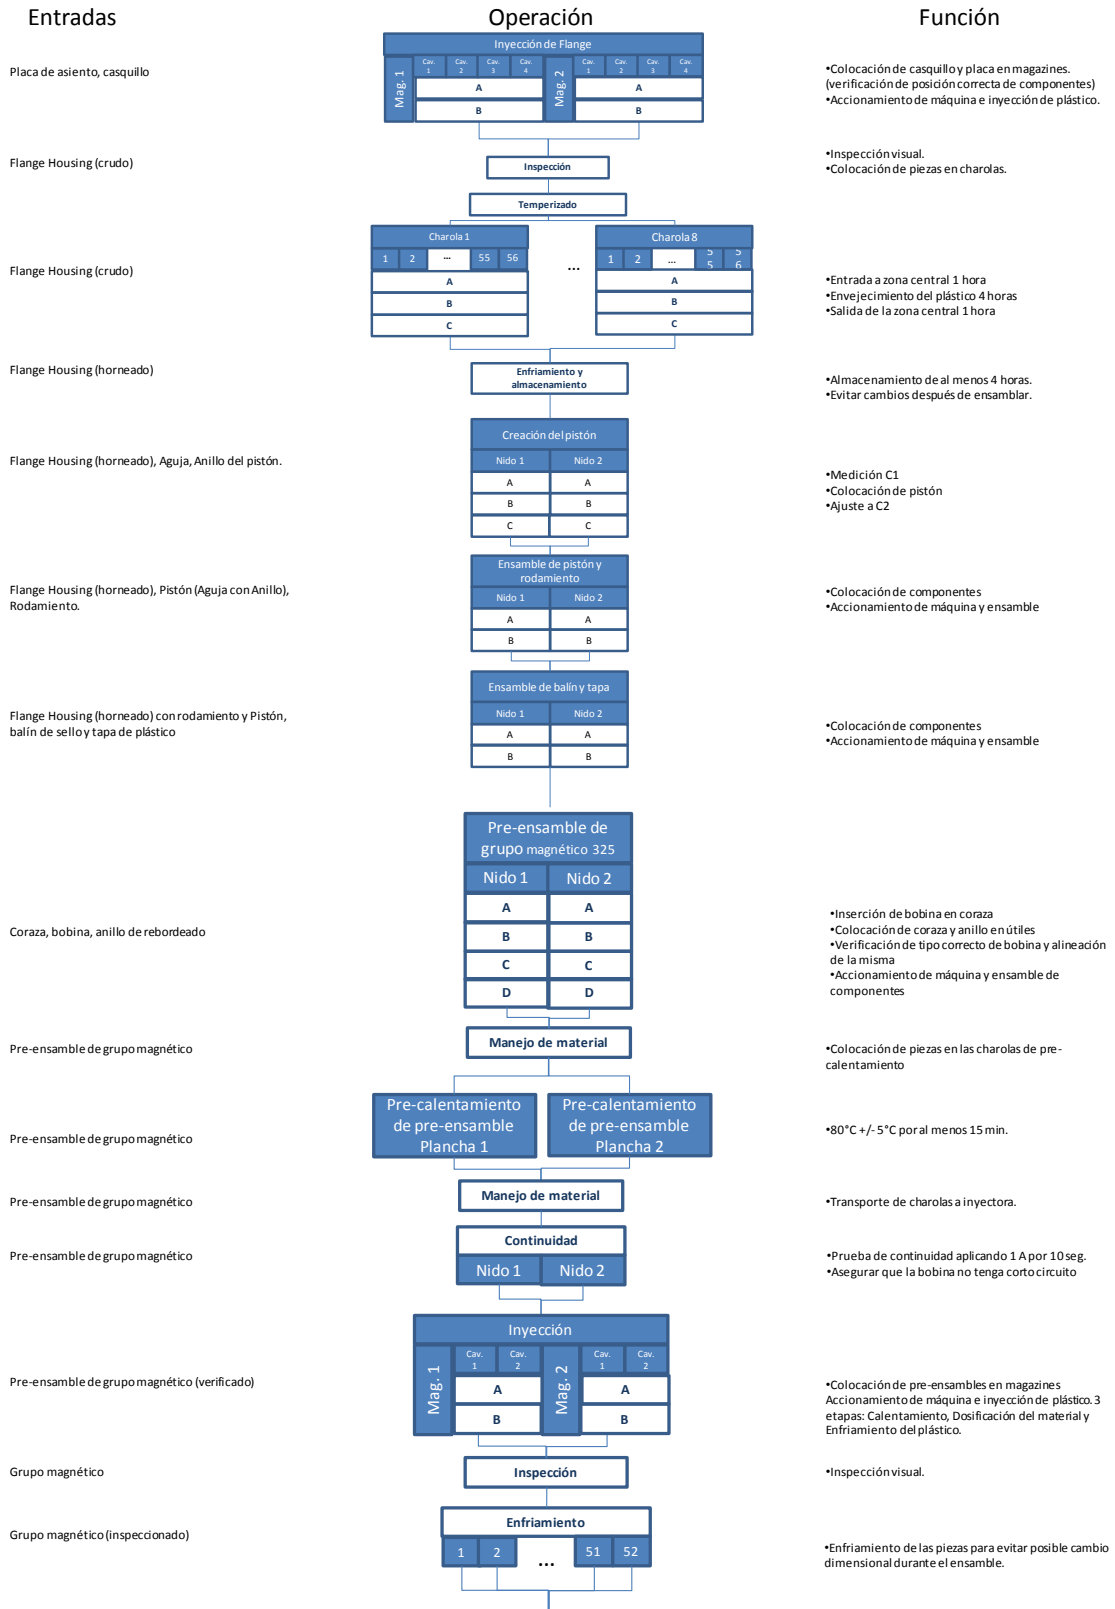 Entradas
Operación
Función
Inyección de Flange
Mag. 1
Cav. 1
Cav. 2
Cav. 3
Cav. 4
Mag. 2
Cav. 1
Cav. 2
Cav. 3
Cav. 4
A
A
B
B
Placa de asiento, casquillo
•Colocación de casquillo y placa en magazines.
(verificación de posición correcta de componentes)
•Accionamiento de máquina e inyección de plástico.
Flange Housing (crudo)
Inspección
•Inspección visual.
•Colocación de piezas en charolas.
Temperizado
Charola 1
Charola 8
1
2
...
55
56
...
1
2
...
55
56
A
A
B
B
C
C
Flange Housing (crudo)
•Entrada a zona central 1 hora
•Envejecimiento del plástico 4 horas
•Salida de la zona central 1 hora
Flange Housing (horneado)
Enfriamiento y
almacenamiento
•Almacenamiento de al menos 4 horas.
•Evitar cambios después de ensamblar.
Creación del pistón
Nido 1
Nido 2
A
A
B
B
C
C
Flange Housing (horneado), Aguja, Anillo del pistón.
•Medición C1
•Colocación de pistón
•Ajuste a C2
Ensamble de pistón y
rodamiento
Nido 1
Nido 2
A
A
B
B
Flange Housing (horneado), Pistón (Aguja con Anillo),
Rodamiento.
•Colocación de componentes
•Accionamiento de máquina y ensamble
Ensamble de balín y tapa
Nido 1
Nido 2
A
A
B
B
Flange Housing (horneado) con rodamiento y Pistón,
balín de sello y tapa de plástico
•Colocación de componentes
•Accionamiento de máquina y ensamble
Pre-ensamble de
grupo magnético 325
Nido 1
Nido 2
A
A
B
B
C
C
D
D
Coraza, bobina, anillo de rebordeado
•Inserción de bobina en coraza
•Colocación de coraza y anillo en útiles
•Verificación de tipo correcto de bobina y alineación
de la misma
•Accionamiento de máquina y ensamble de
componentes
Pre-ensamble de grupo magnético
Manejo de material
•Colocación de piezas en las charolas de pre-
calentamiento
Pre-ensamble de grupo magnético
Pre-calentamiento
de pre-ensamble
Plancha 1
Pre-calentamiento
de pre-ensamble
Plancha 2
•80°C +/- 5°C por al menos 15 min.
Pre-ensamble de grupo magnético
Manejo de material
•Transporte de charolas a inyectora.
Pre-ensamble de grupo magnético
Continuidad
Nido 1
Nido 2
•Prueba de continuidad aplicando 1 A por 10 seg.
•Asegurar que la bobina no tenga corto circuito
Inyección
Mag. 1
Cav. 1
Cav. 2
Mag. 2
Cav. 1
Cav. 2
A
A
B
B
Pre-ensamble de grupo magnético (verificado)
•Colocación de pre-ensambles en magazines
Accionamiento de máquina e inyección de plástico. 3
etapas: Calentamiento, Dosificación del material y
Enfriamiento del plástico.
Grupo magnético
Inspección
•Inspección visual.
Grupo magnético (inspeccionado)
Enfriamiento
1
2
...
51
52
•Enfriamiento de las piezas para evitar posible cambio
dimensional durante el ensamble.